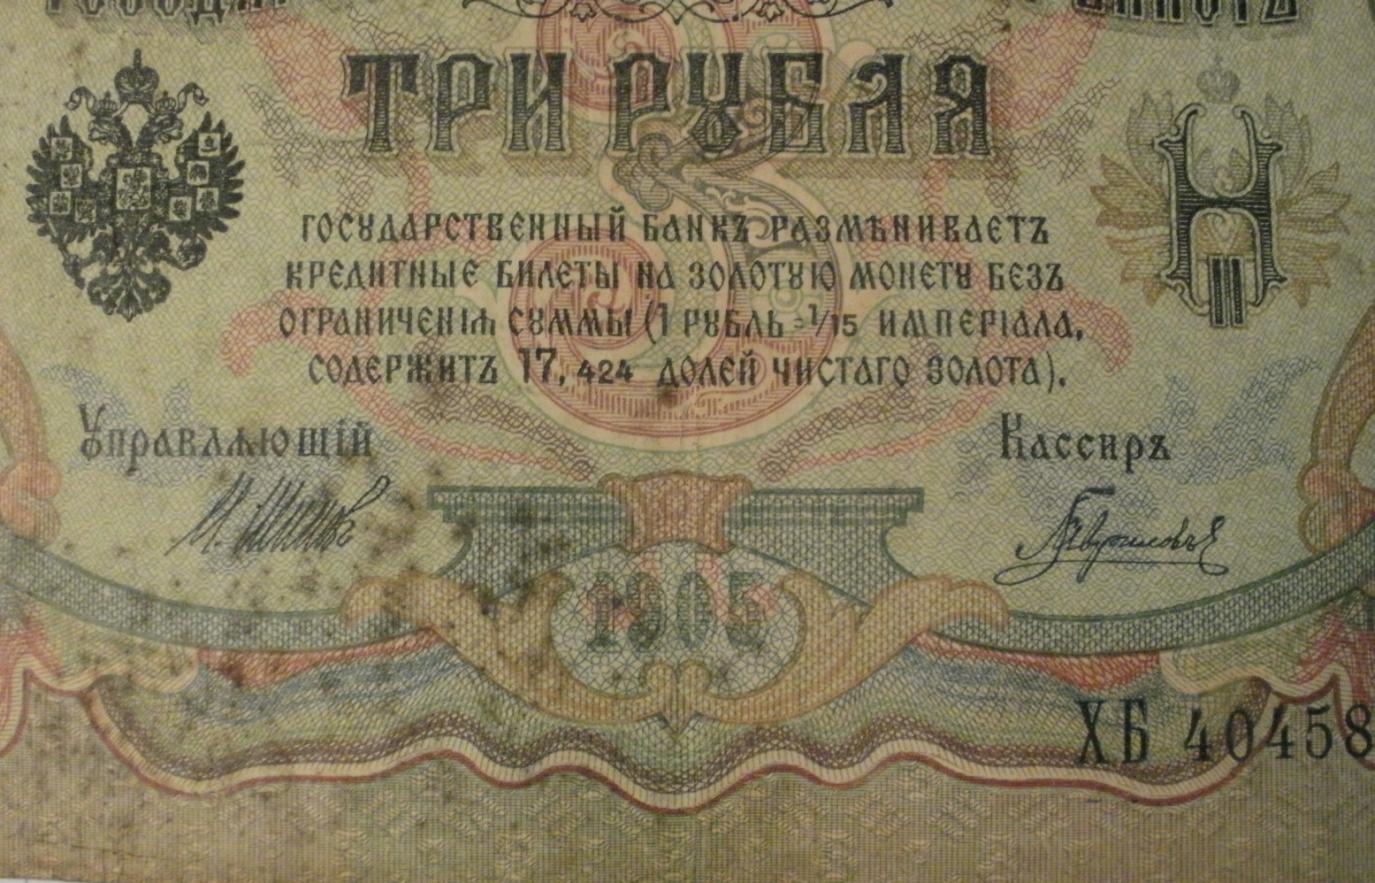 ТРИ РУБЛЯ
ГОСУДАРСТВЕННЫЙ БАНКЪ РАЗМѢНИВАЕТЪ
КРЕДИТНЫЕ БИЛЕТЫ НА ЗОЛОТУЮ МОНЕТУ БЕЗЪ
ОГРАНИЧЕНІЯ СУММЫ (1 РУБЛЬ = 1/15 ИМПЕРІАЛА,
СОДЕРЖИТЪ 17, 424 ДОЛЕЙ ЧИСТАГО ЗОЛОТА).
Управляющій Кассиръ
1905
ХБ 40458